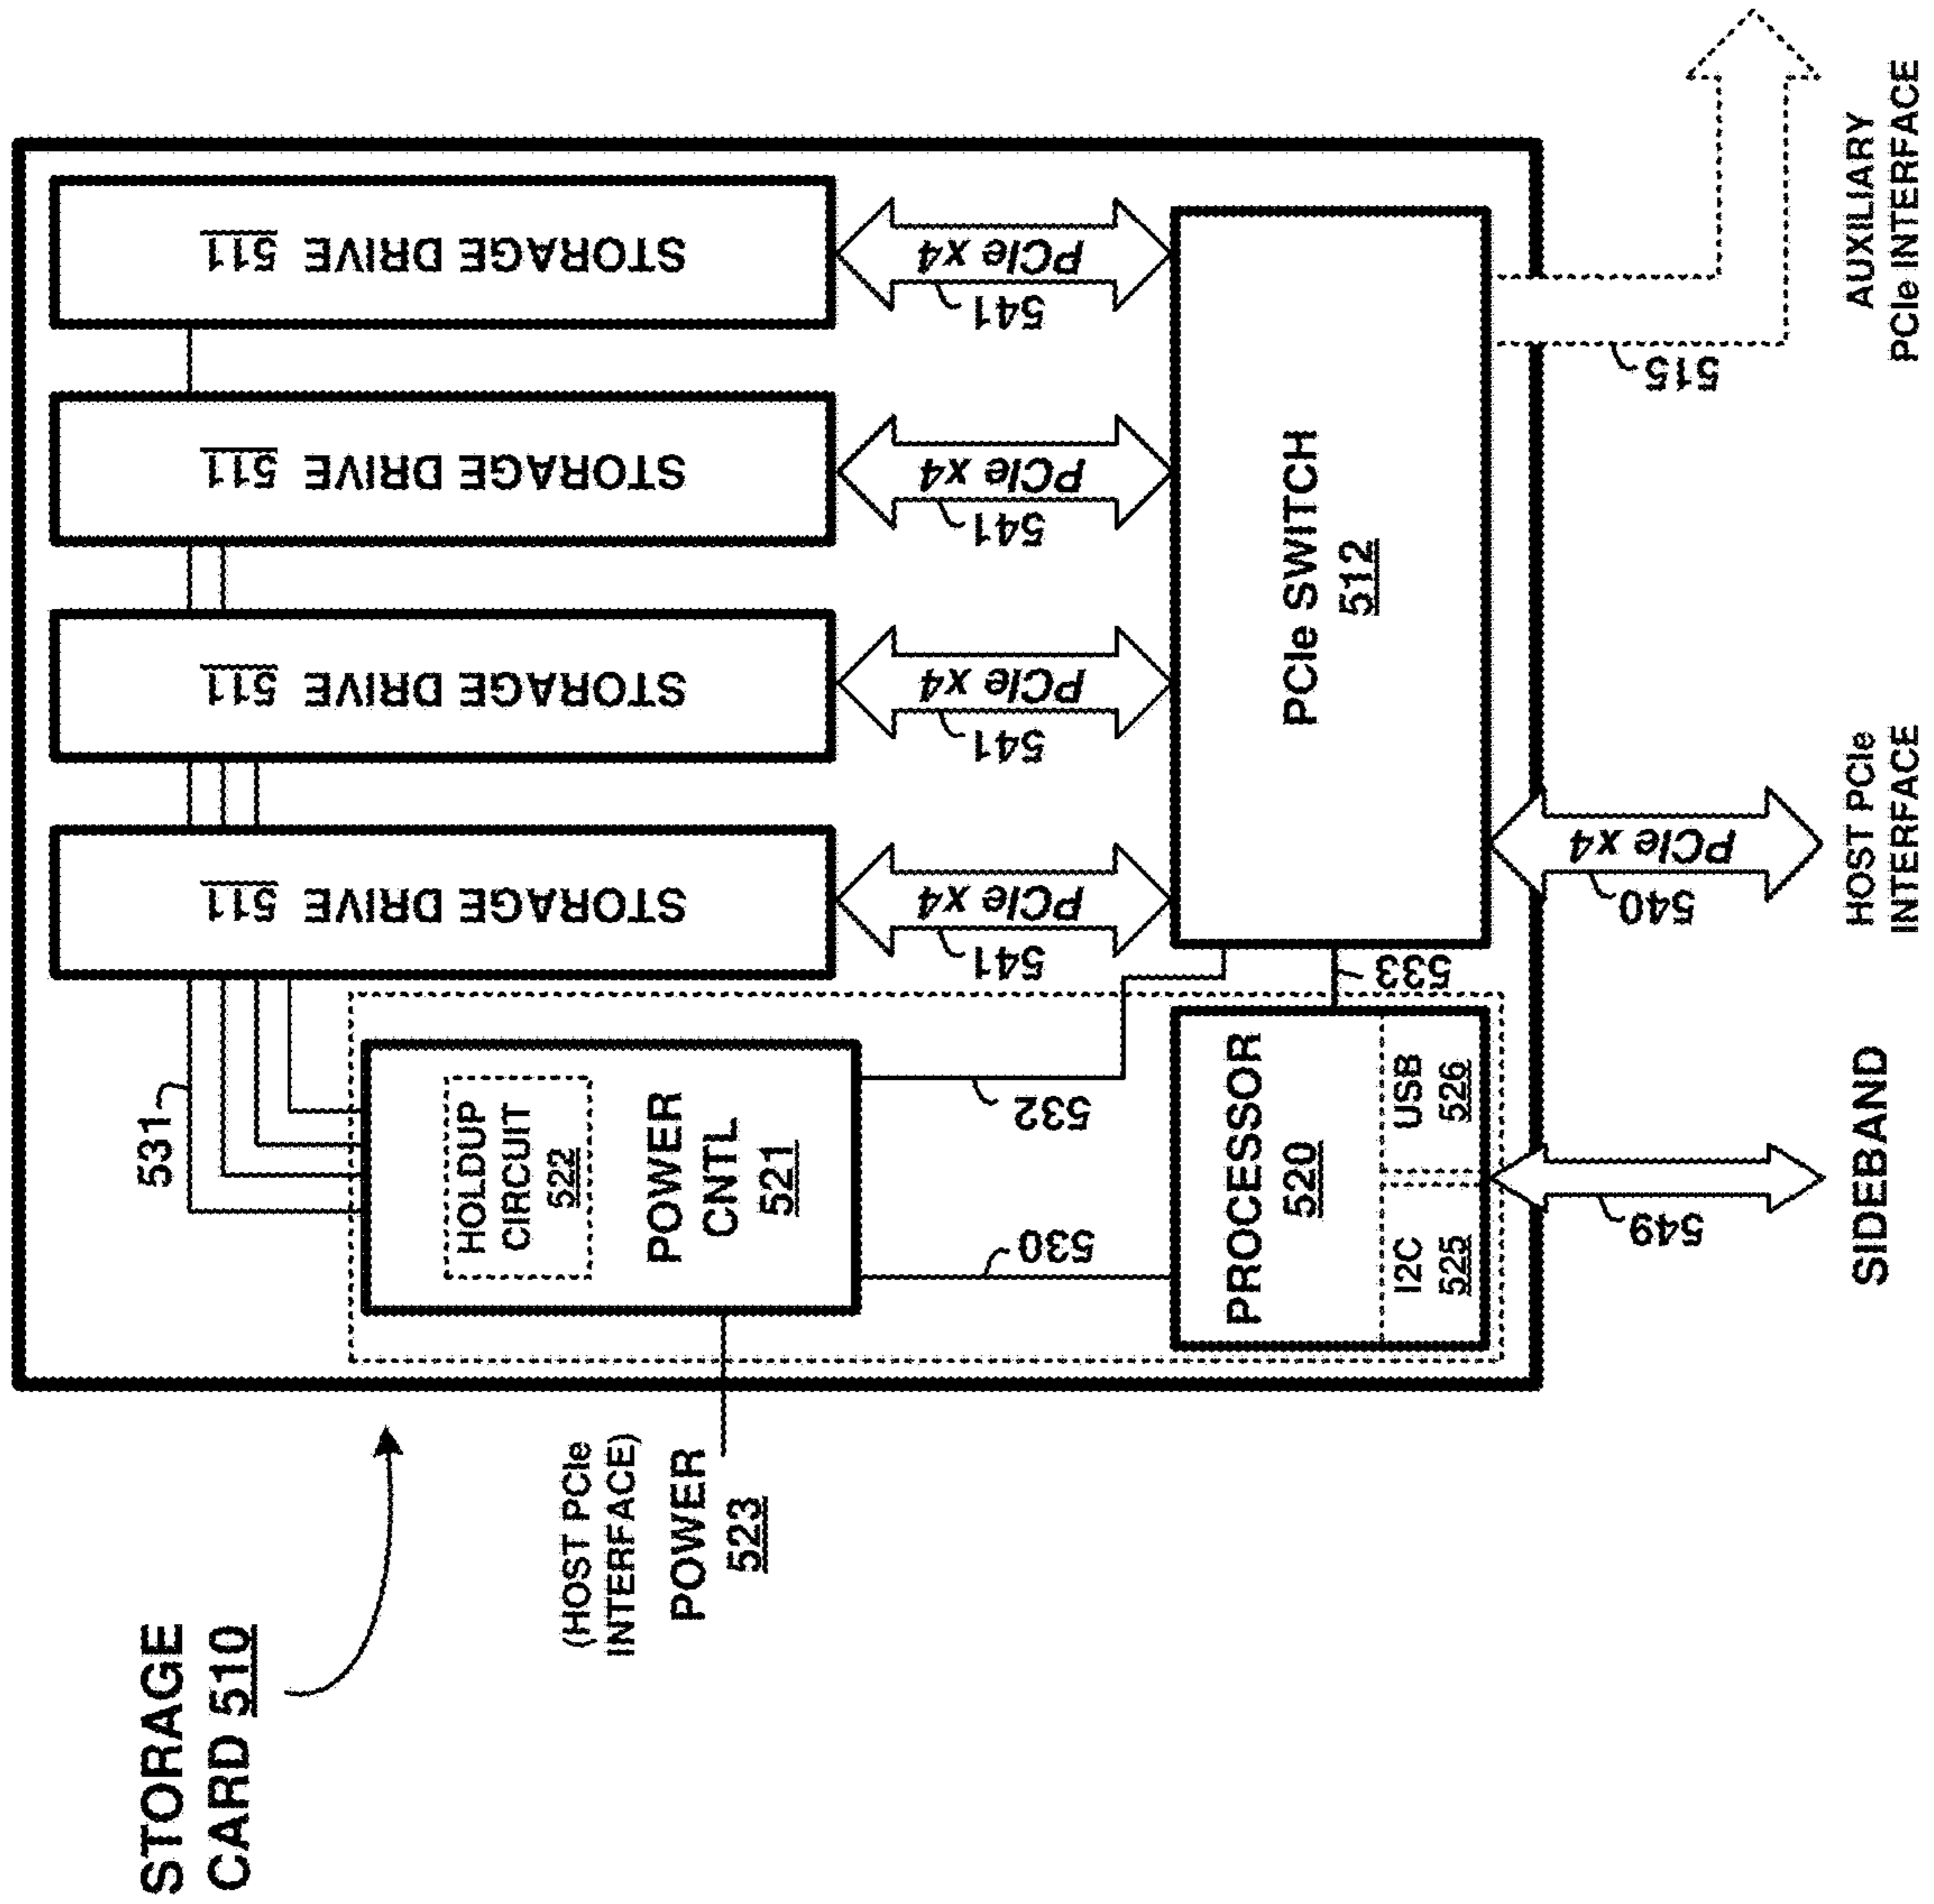 STORAGE
CARD 510
(HOST PCIe
INTERFACE)
POWER
523
531
HOLDUP
CIRCUIT
522
POWER
CNTL
521
530
532
PROCESSOR
520
I2C
525
USB
526
533
549
SIDEBAND
STORAGE DRIVE 511
STORAGE DRIVE 511
STORAGE DRIVE 511
STORAGE DRIVE 511
PCIe x4
541
PCIe x4
541
PCIe x4
541
PCIe x4
541
PCIe SWITCH
512
PCIe x4
540
HOST PCIe
INTERFACE
515
AUXILIARY
PCIe INTERFACE